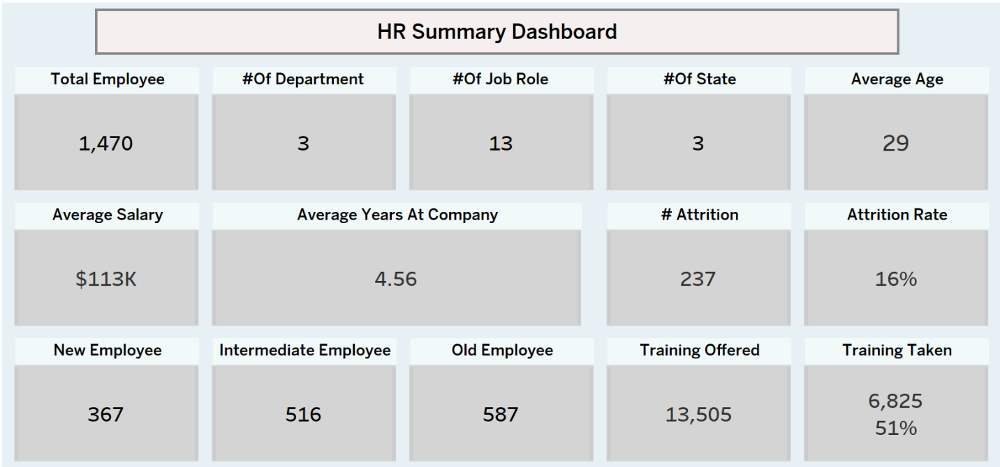 HR Summary Dashboard
Total Employee
#Of Department
#Of Job Role
#Of State
Average Age
1,470
3
13
3
29
Average Salary
Average Years At Company
# Attrition
Attrition Rate
$113K
4.56
237
16%
New Employee
Intermediate Employee
Old Employee
Training Offered
Training Taken
367
516
587
13,505
6,825
51%